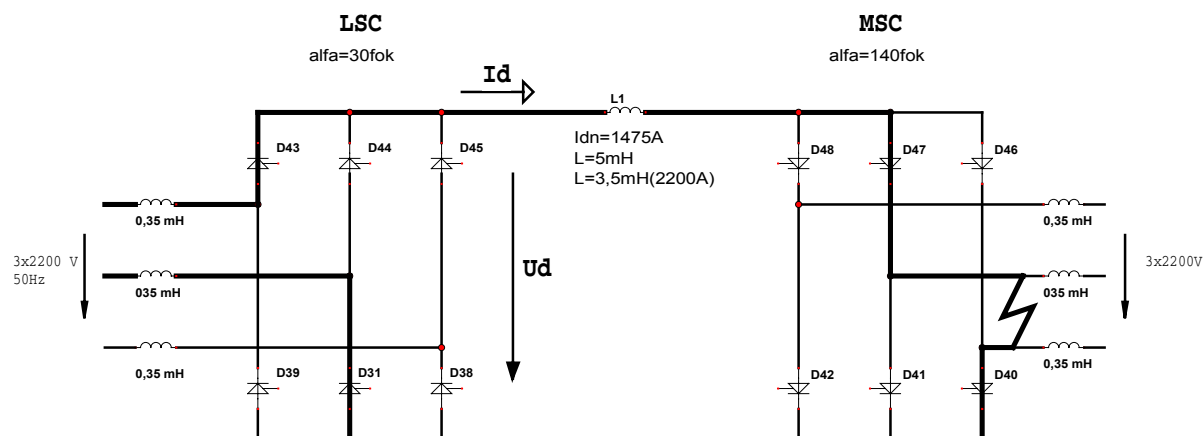 LSC
MSC
alfa=30fok
alfa=140fok
Id
L1
D43
D44
D45
Idn=1475A
L=5mH
L=3,5mH(2200A)
D48
D47
D46
0,35 mH
0,35 mH
3x2200 V
50Hz
Ud
3x2200V
035 mH
035 mH
0,35 mH
0,35 mH
D39
D31
D38
D42
D41
D40